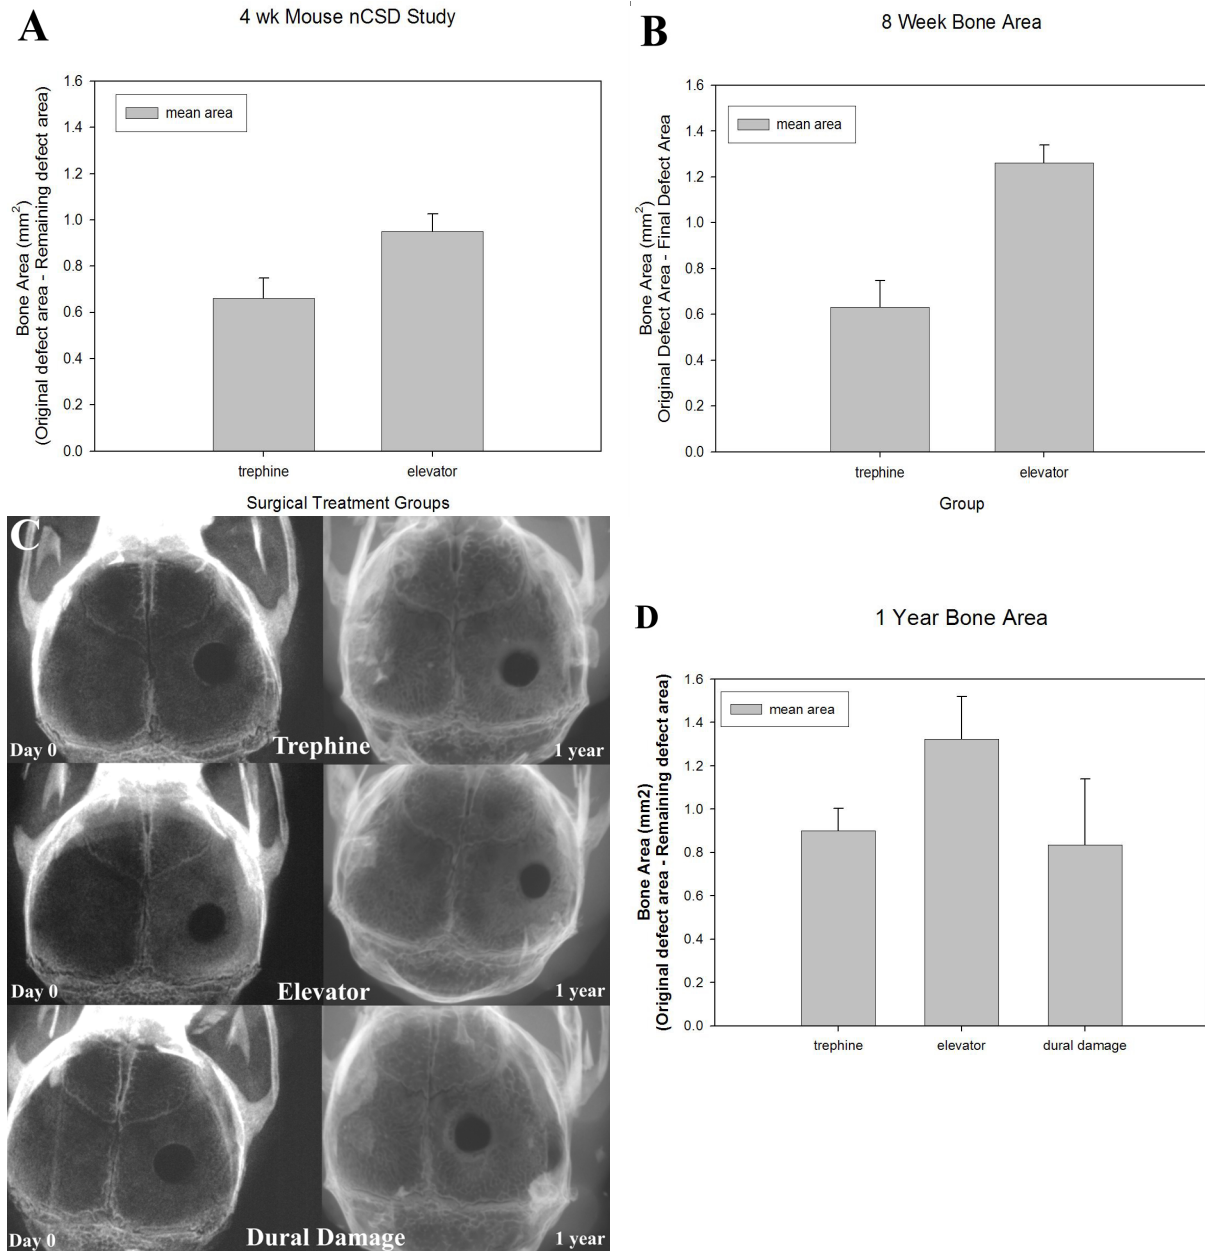 A
4 wk Mouse nCSD Study
Bone Area (mm2)
(Original defect area - Remaining defect area)
1.6
1.4
1.2
1.0
0.8
0.6
0.4
0.2
0.0
mean area
trephine
elevator
Surgical Treatment Groups
B
8 Week Bone Area
Bone Area (mm2)
Original Defect Area - Final Defect Area
1.6
1.4
1.2
1.0
0.8
0.6
0.4
0.2
0.0
mean area
trephine
elevator
Group
C
Day 0
Trephine
1 year
Day 0
Elevator
1 year
Day 0
Dural Damage
1 year
D
1 Year Bone Area
Bone Area (mm2)
(Original defect area - Remaining defect area)
1.6
1.4
1.2
1.0
0.8
0.6
0.4
0.2
0.0
mean area
trephine
elevator
dural damage